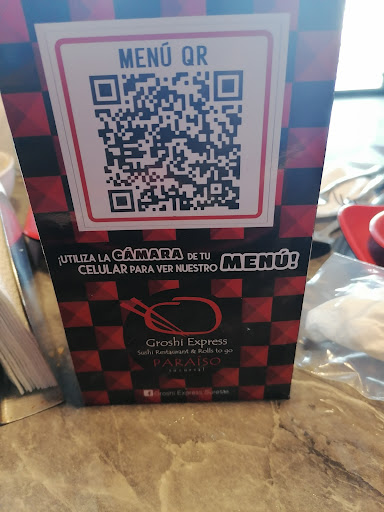 MENÚ QR
¡UTILIZA LA CÁMARA DE TU
CELULAR PARA VER NUESTRO MENÚ!
Groshi Express
Sushi Restaurant & Rolls to go
PARAÍSO
Groshi Express